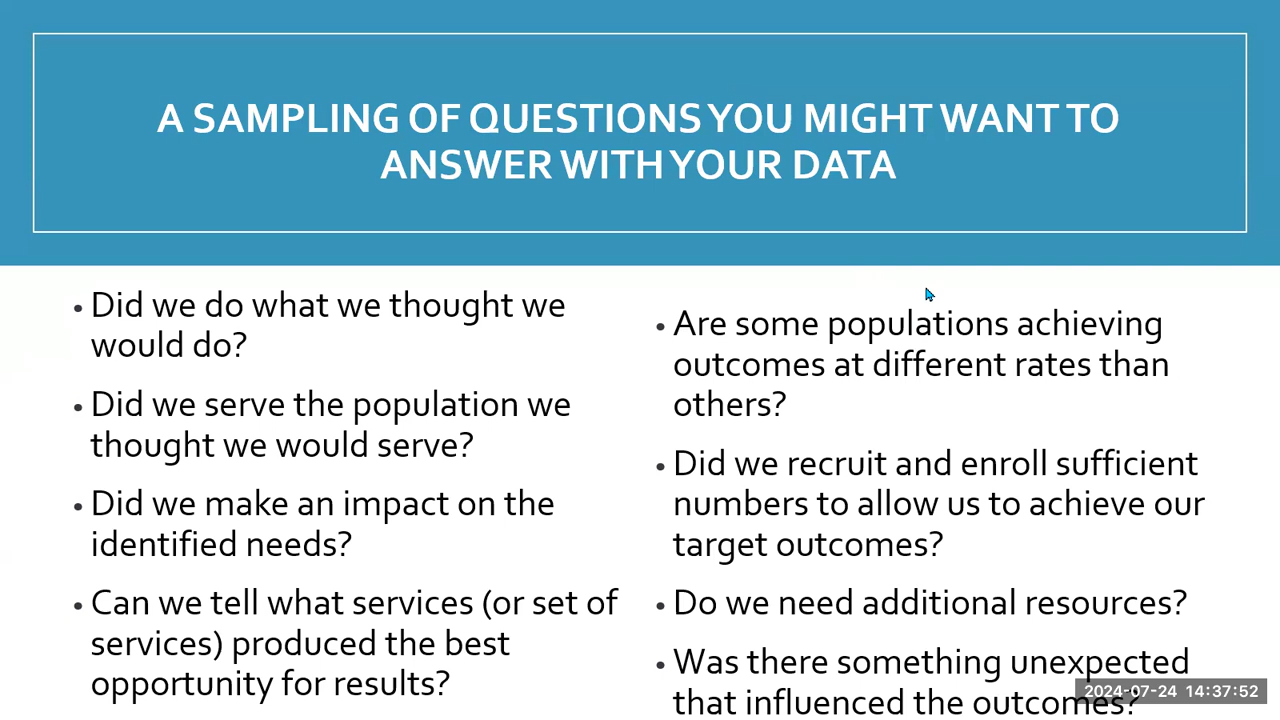 A SAMPLING OF QUESTIONS YOU MIGHT WANT TO
ANSWER WITH YOUR DATA
• Did we do what we thought we
would do?
• Did we serve the population we
thought we would serve?
• Did we make an impact on the
identified needs?
• Can we tell what services (or set of
services) produced the best
opportunity for results?
• Are some populations achieving
outcomes at different rates than
others?
• Did we recruit and enroll sufficient
numbers to allow us to achieve our
target outcomes?
• Do we need additional resources?
• Was there something unexpected
that influenced the outcomes?
2024-07-24 14:37:52